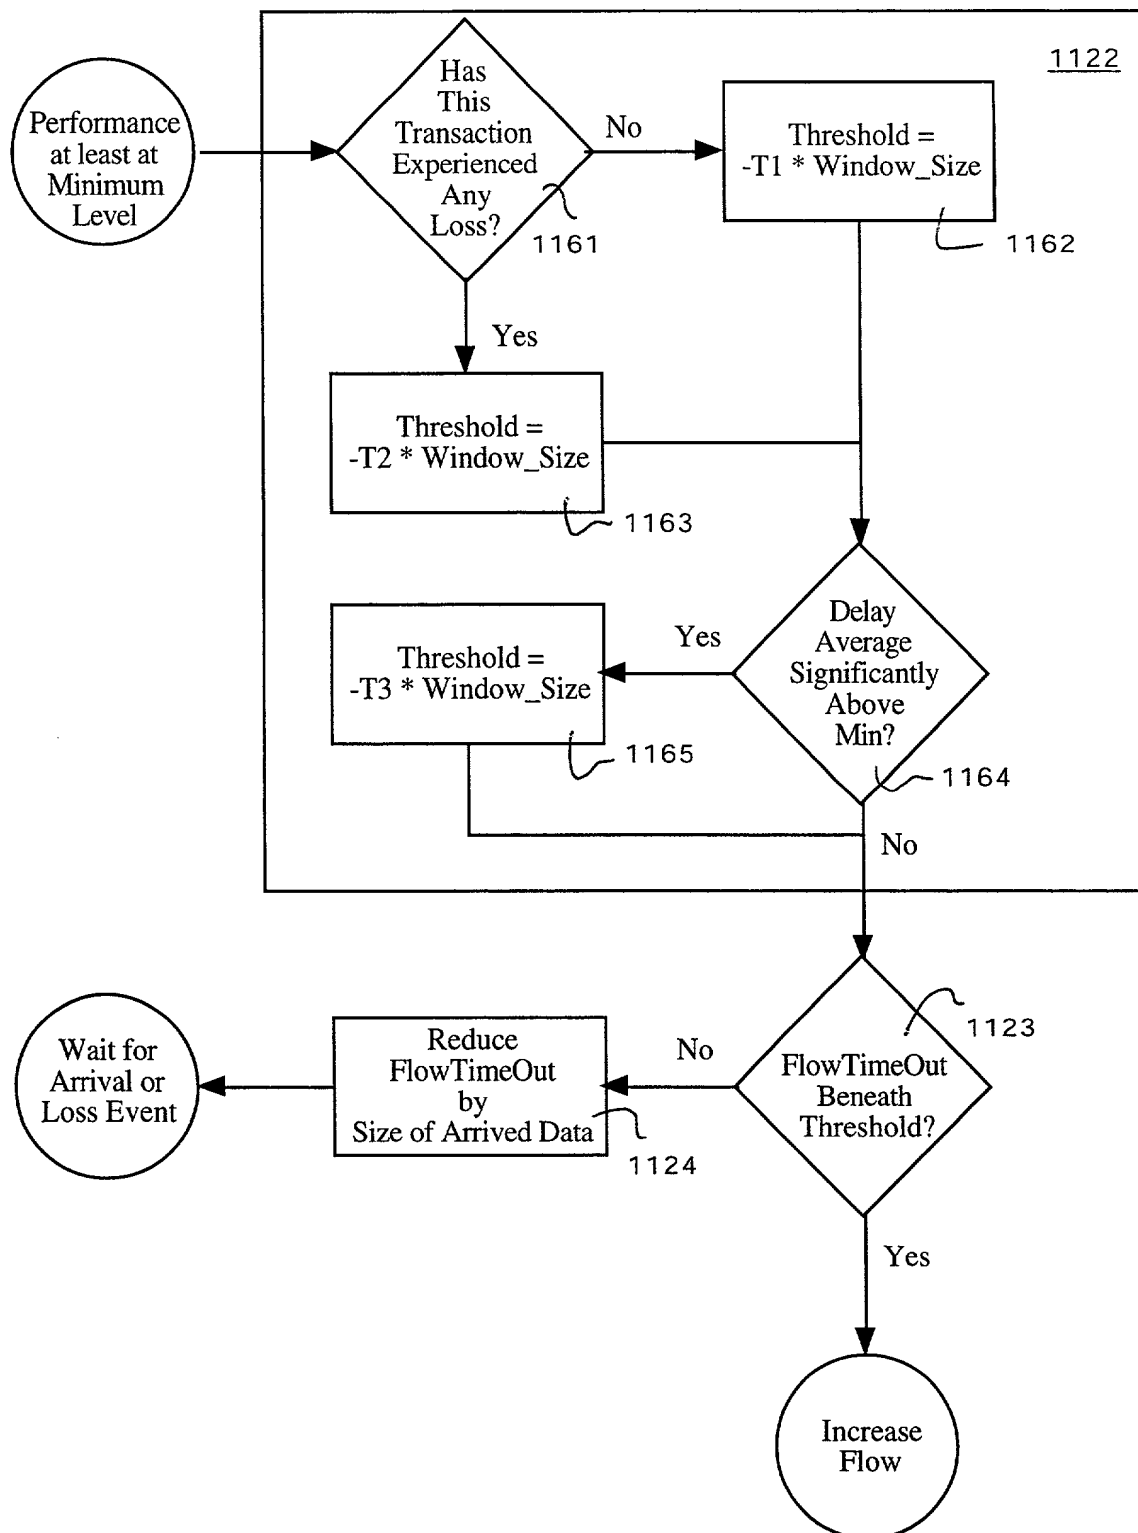 1122
Performance
at least at
Minimum
Level
Has
This
Transaction
Experienced
Any
Loss?
1161
No
Threshold =
-T1 * Window_Size
1162
Yes
Threshold =
-T2 * Window_Size
1163
Delay
Average
Significantly
Above
Min?
1164
Yes
Threshold =
-T3 * Window_Size
1165
No
FlowTimeOut
Beneath
Threshold?
1123
No
Reduce
FlowTimeOut
by
Size of Arrived Data
1124
Wait for
Arrival or
Loss Event
Yes
Increase
Flow